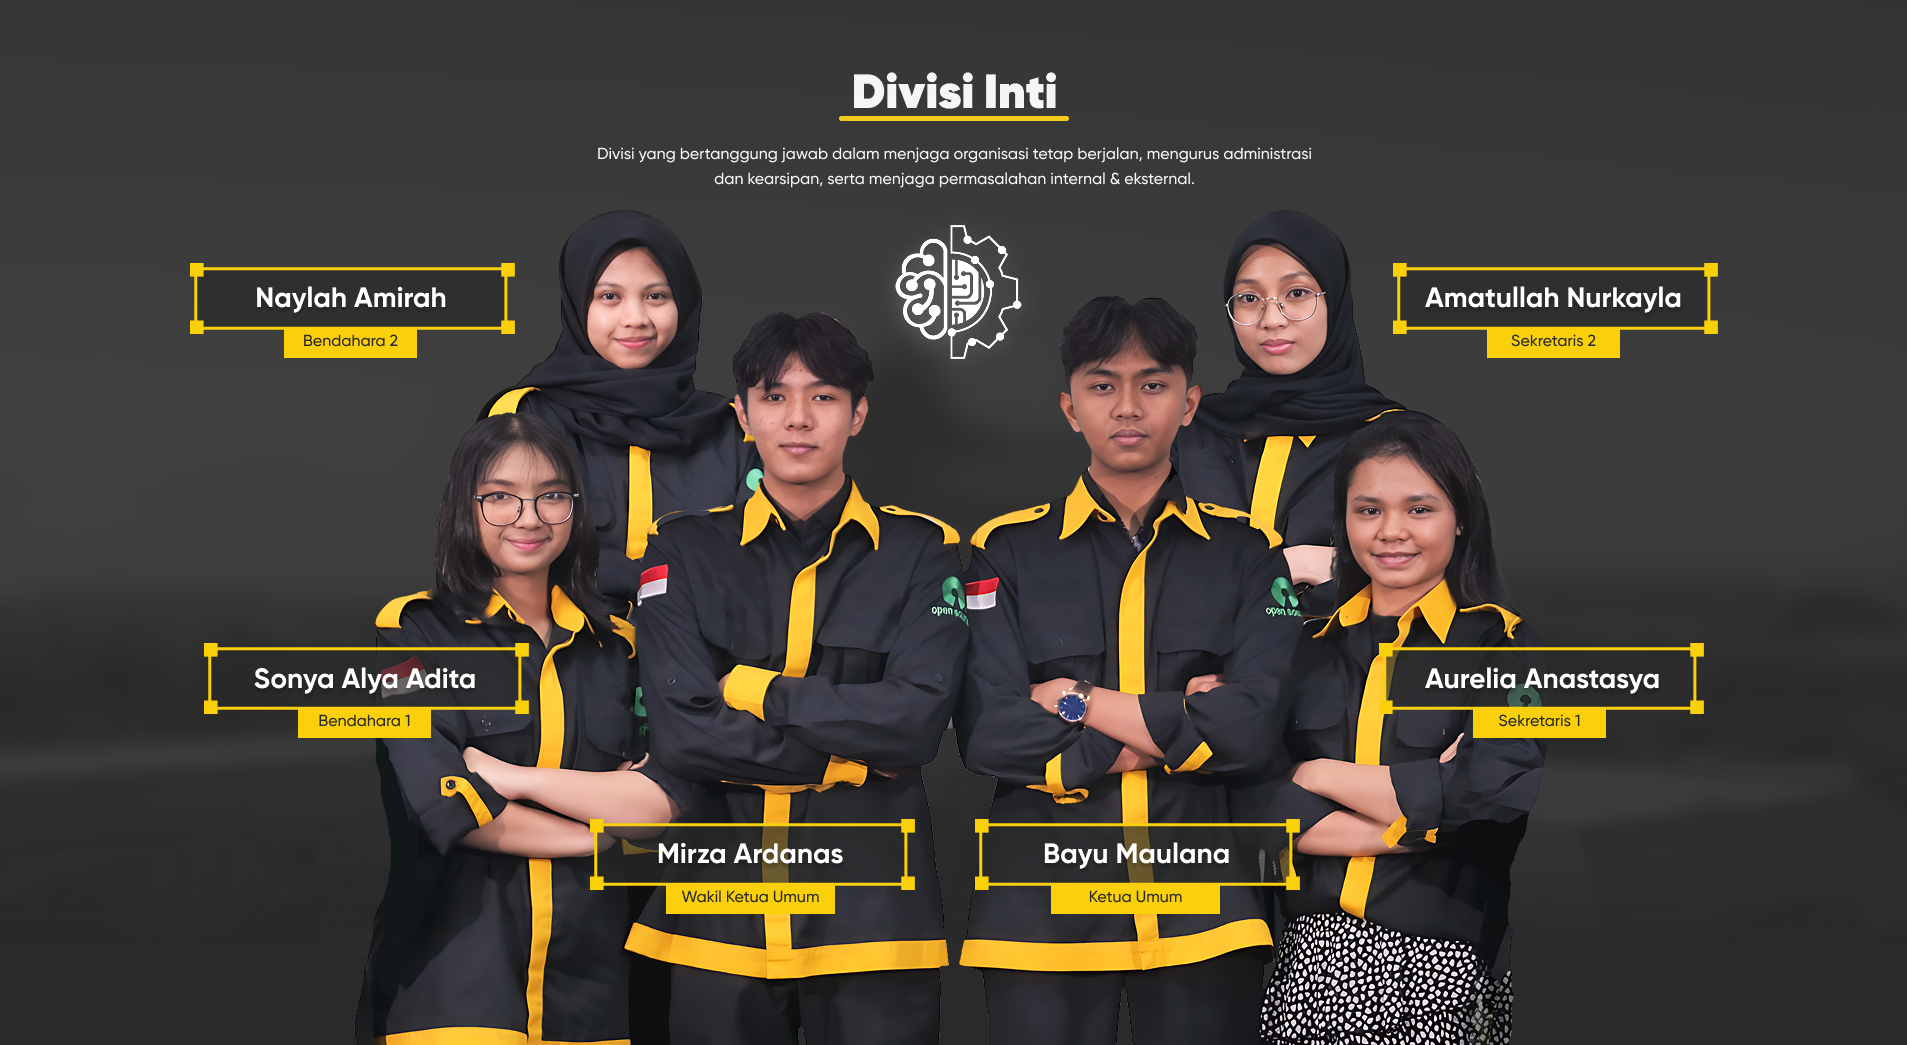 Divisi Inti
Divisi yang bertanggung jawab dalam menjaga organisasi tetap berjalan, mengurus administrasi
dan kearsipan, serta menjaga permasalahan internal & eksternal.
Naylah Amirah
Bendahara 2
Amatullah Nurkayla
Sekretaris 2
open
open
Sonya Alya Adita
Bendahara 1
Aurelia Anastasya
Sekretaris 1
Mirza Ardanas
Wakil Ketua Umum
Bayu Maulana
Ketua Umum